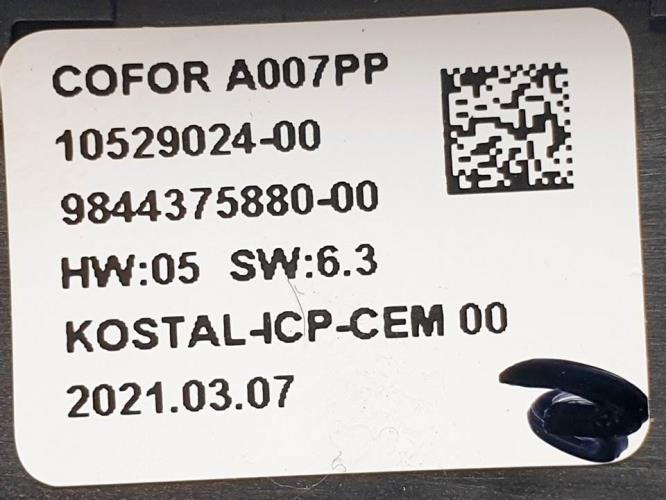 COFOR A007PP
10529024-00
9844375880-00
HW:05 SW:6.3
KOSTAL-ICP-CEM 00
2021.03.07